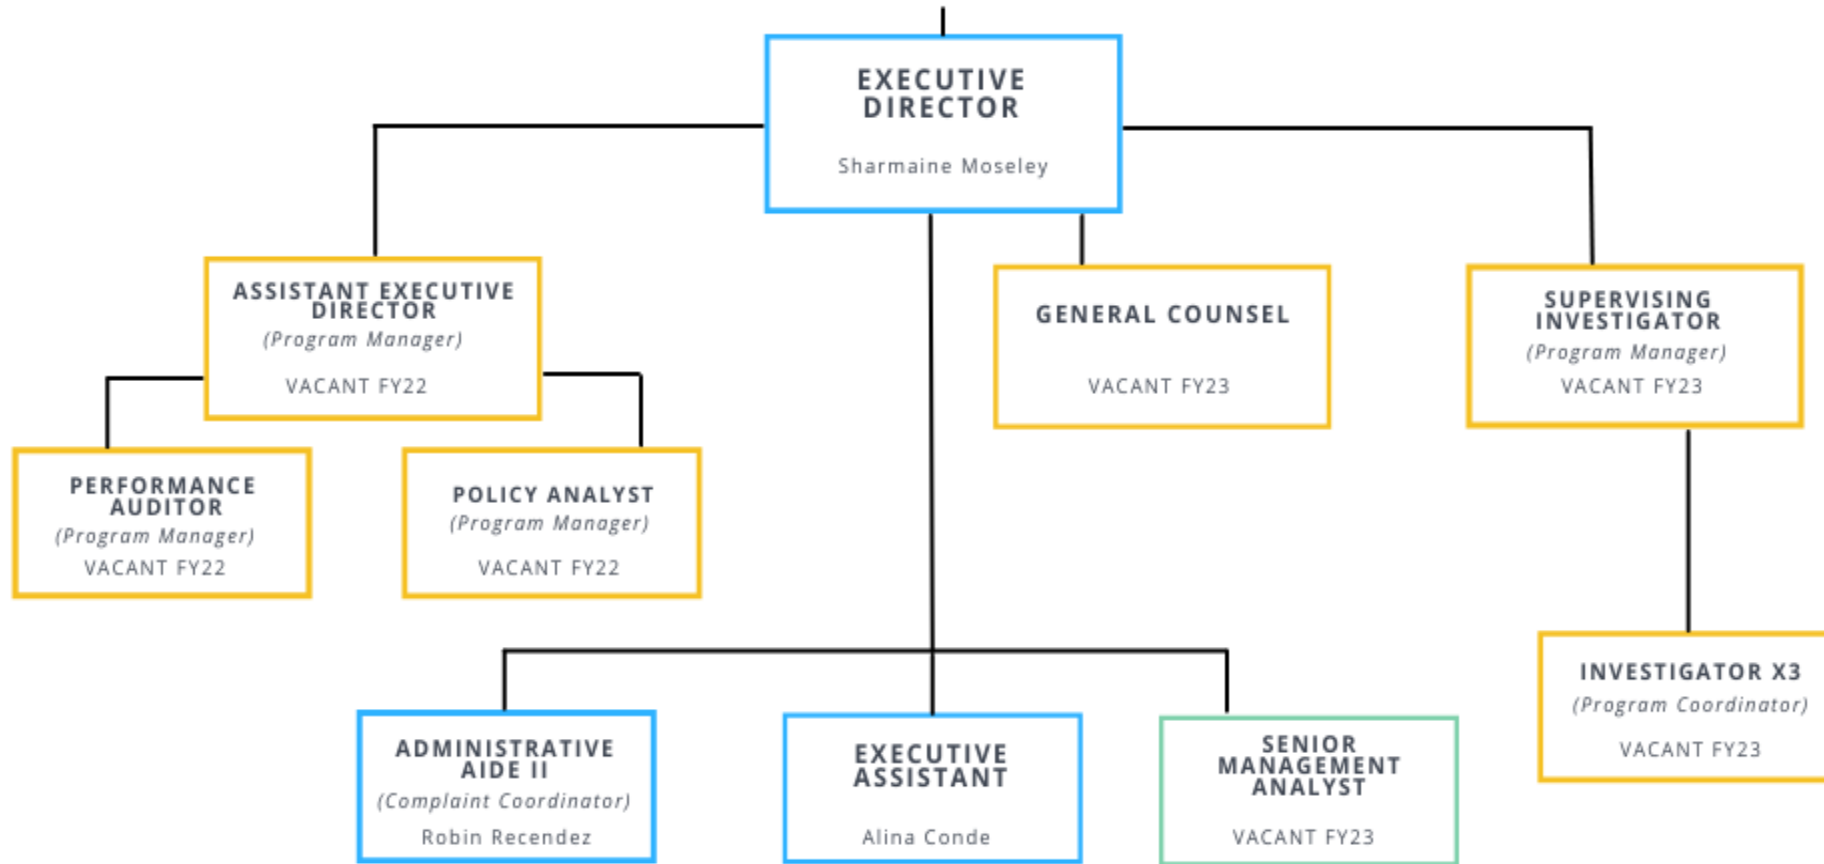 EXECUTIVE
DIRECTOR
Sharmaine Moseley
ASSISTANT EXECUTIVE
DIRECTOR
(Program Manager)
VACANT FY22
GENERAL COUNSEL
VACANT FY23
SUPERVISING
INVESTIGATOR
(Program Manager)
VACANT FY23
PERFORMANCE
AUDITOR
(Program Manager)
VACANT FY22
POLICY ANALYST
(Program Manager)
VACANT FY22
ADMINISTRATIVE
AIDE II
(Complaint Coordinator)
Robin Recendez
EXECUTIVE
ASSISTANT
Alina Conde
SENIOR
MANAGEMENT
ANALYST
VACANT FY23
INVESTIGATOR X3
(Program Coordinator)
VACANT FY23